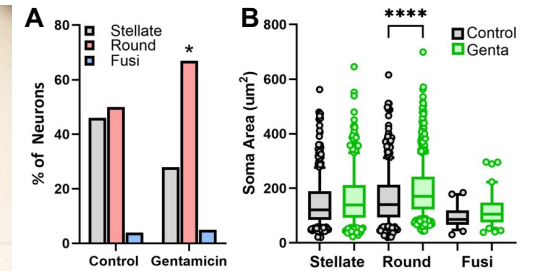 A
Stellate
Round
Fusi
*
% of Neurons
80
60
40
20
0
Control Gentamicin
B
****
Control
Genta
Soma Area (um²)
800
600
400
200
0
Stellate Round Fusi